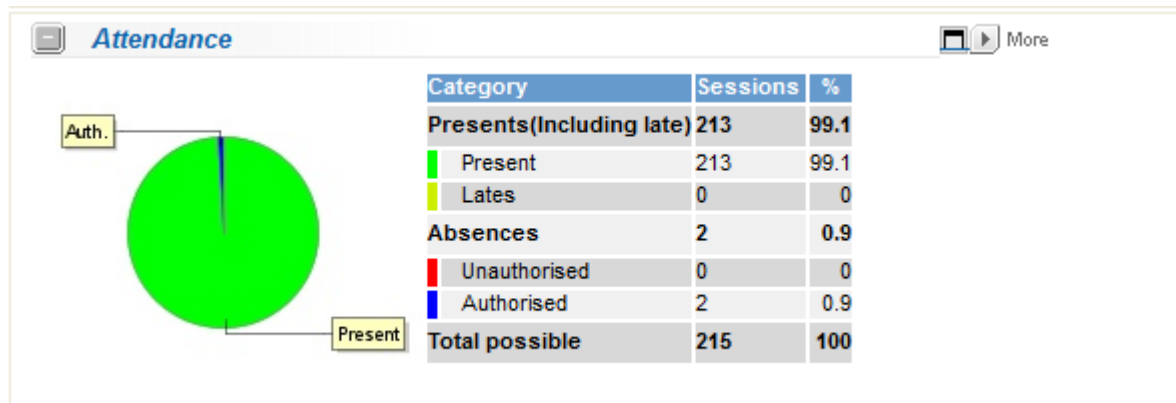 Attendance
More
Auth.
Present
Category Sessions %
Presents(Including late) 213 99.1
Present 213 99.1
Lates 0 0
Absences 2 0.9
Unauthorised 0 0
Authorised 2 0.9
Total possible 215 100